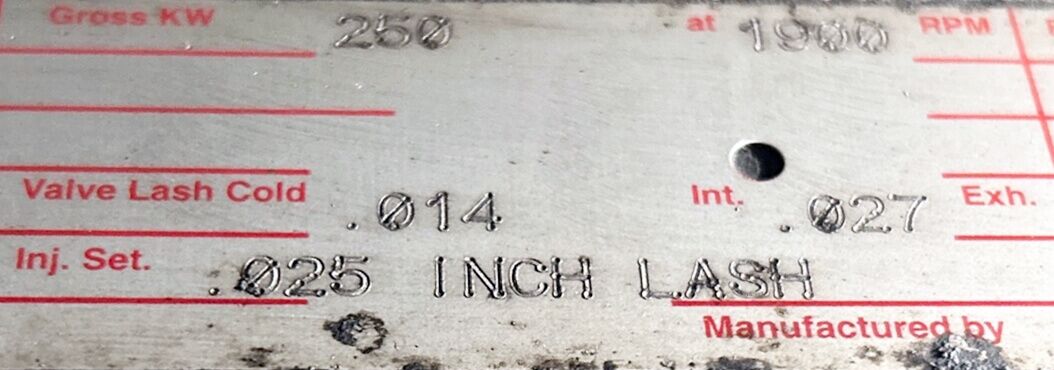 Gross KW 250 at 1900 RPM
Valve Lash Cold .014 Int. .027 Exh.
Inj. Set. .025 INCH LASH
Manufactured by